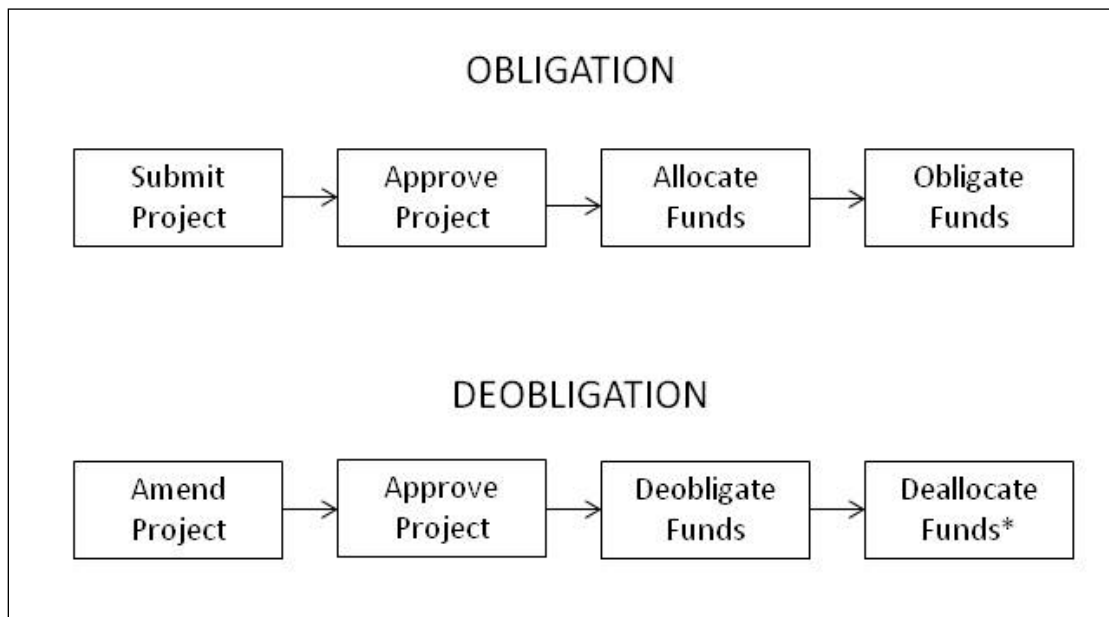 OBLIGATION
Submit
Project
Approve
Project
Allocate
Funds
Obligate
Funds
DEOBLIGATION
Amend
Project
Approve
Project
Deobligate
Funds
Deallocate
Funds*